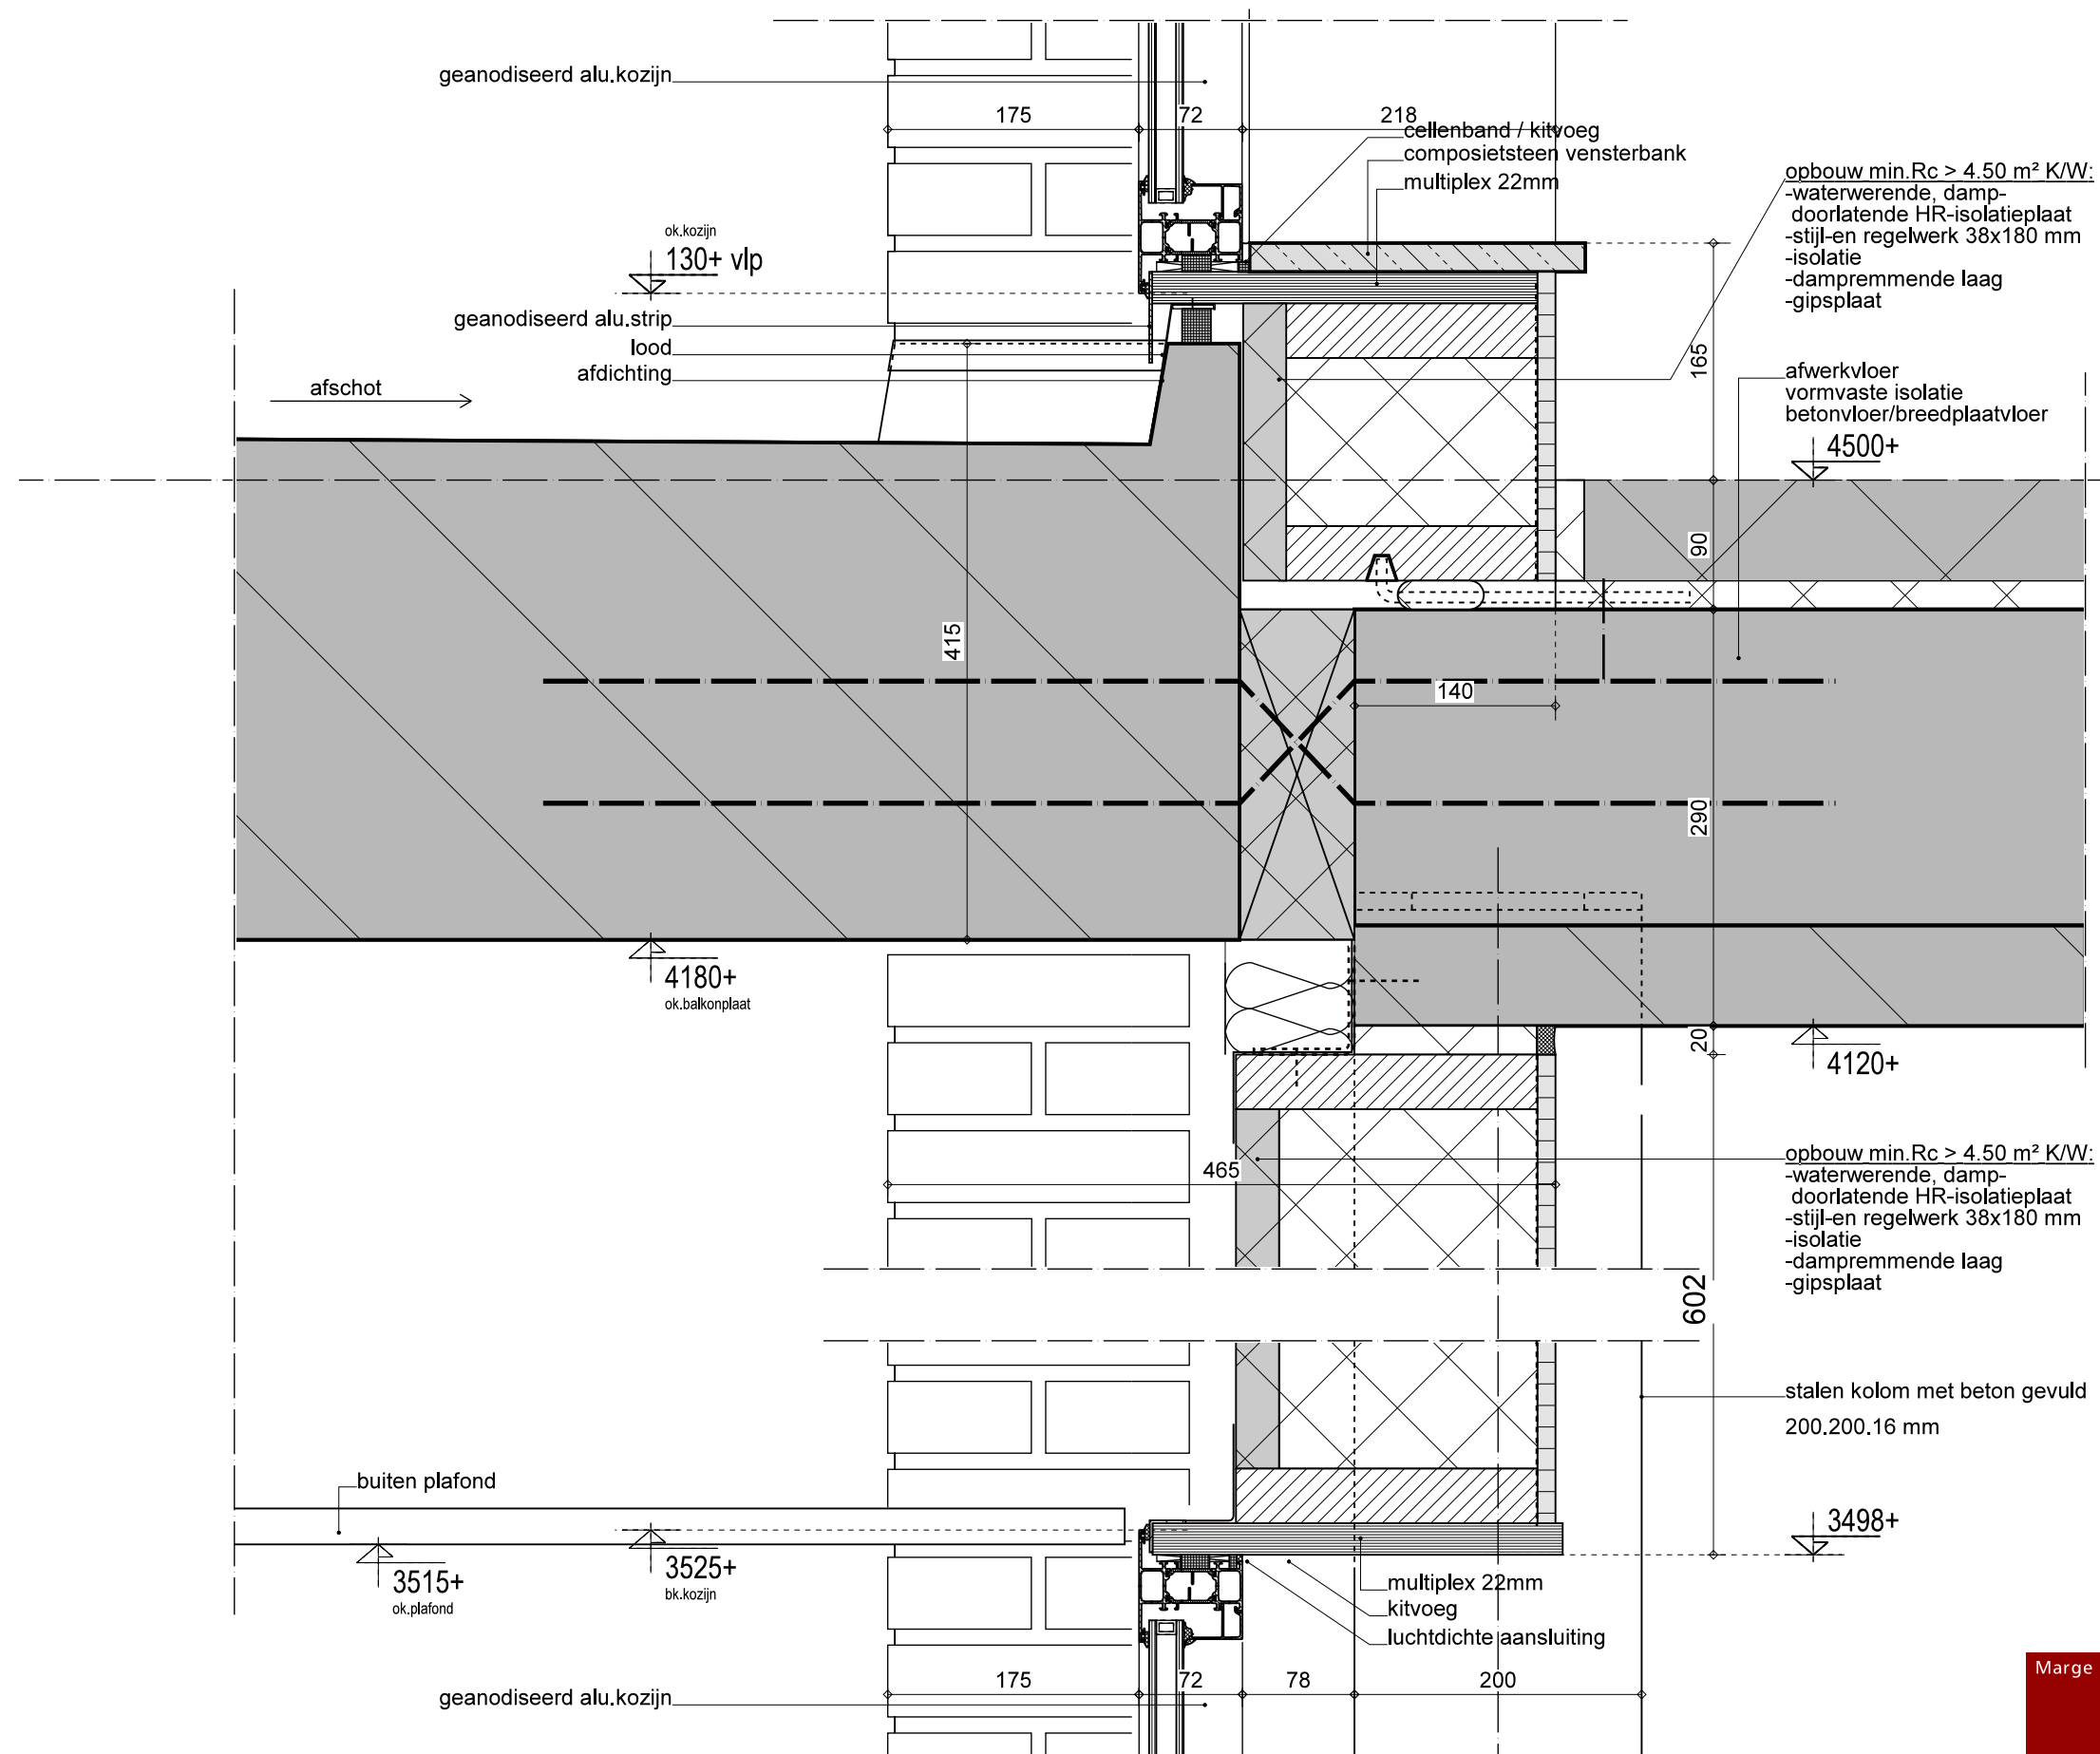 geanodiseerd alu.kozijn
175
72
218
cellenband / kitvoeg
composietsteen vensterbank
multiplex 22mm
opbouw min.Rc > 4.50 m² K/W:
-waterwerende, damp-
doorlatende HR-isolatieplaat
-stijl-en regelwerk 38x180 mm
-isolatie
-dampremmende laag
-gipsplaat
ok.kozijn
130+ vlp
geanodiseerd alu.strip
lood
afdichting
afschot
165
afwerkvloer
vormvaste isolatie
betonvloer/breedplaatvloer
4500+
90
415
140
290
4180+
ok.balkonplaat
20
4120+
465
opbouw min.Rc > 4.50 m² K/W:
-waterwerende, damp-
doorlatende HR-isolatieplaat
-stijl-en regelwerk 38x180 mm
-isolatie
-dampremmende laag
-gipsplaat
602
stalen kolom met beton gevuld
200.200.16 mm
buiten plafond
3498+
3515+
ok.plafond
3525+
bk.kozijn
multiplex 22mm
kitvoeg
luchtdichte aansluiting
geanodiseerd alu.kozijn
175
72
78
200
Marge